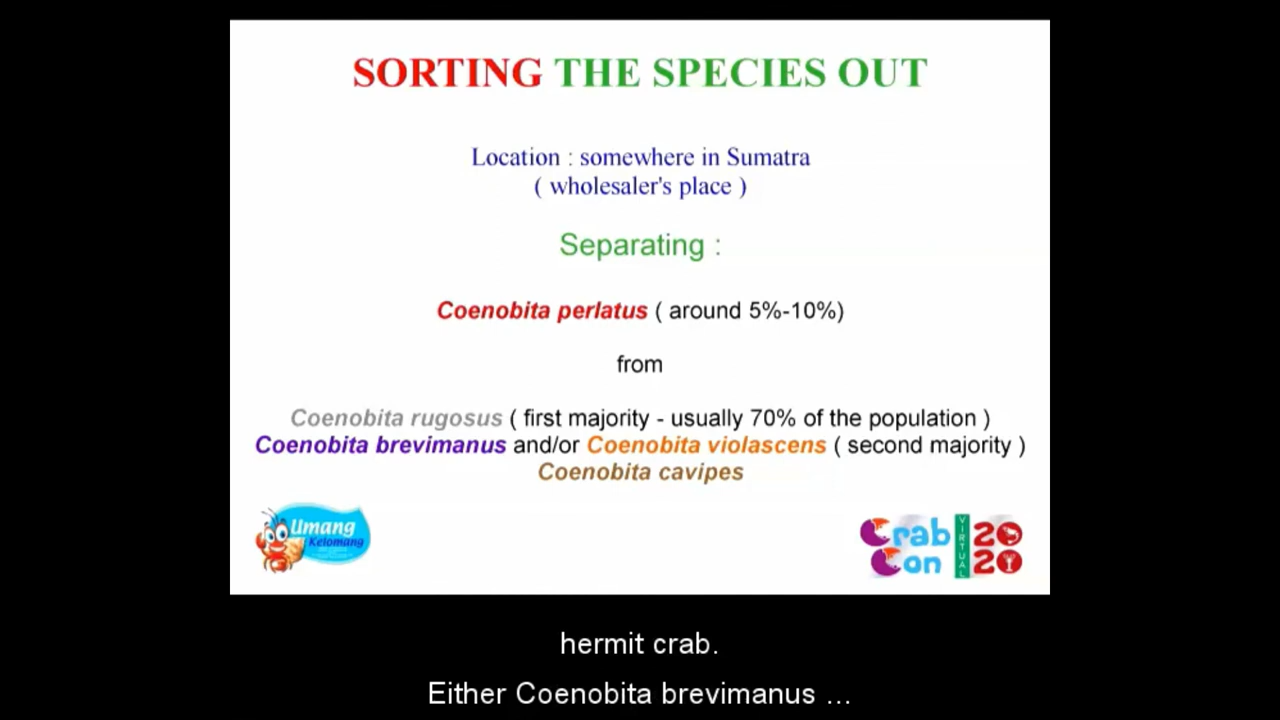 SORTING THE SPECIES OUT
Location : somewhere in Sumatra
( wholesaler's place )
Separating :
Coenobita perlatus ( around 5%-10%)
from
Coenobita rugosus ( first majority - usually 70% of the population )
Coenobita brevimanus and/or Coenobita violascens ( second majority )
Coenobita cavipes
Umang
Kelomang
Crab
Con
VIRTUAL
20
20
hermit crab.
Either Coenobita brevimanus ...